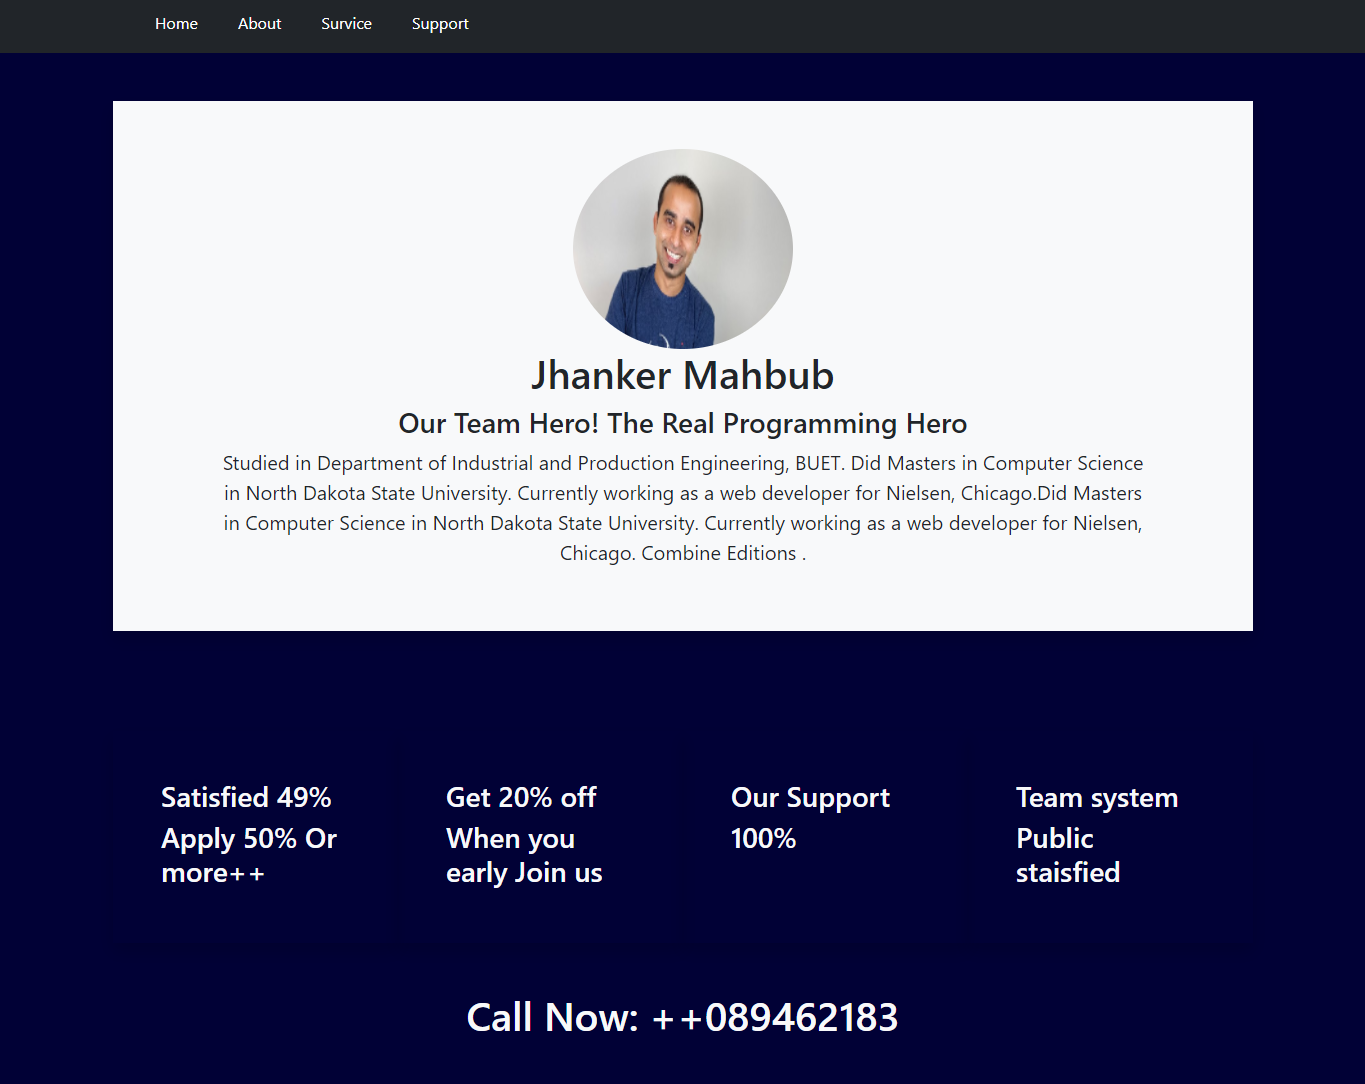 Home About Survice Support
Jhanker Mahbub
Our Team Hero! The Real Programming Hero
Studied in Department of Industrial and Production Engineering, BUET. Did Masters in Computer Science
in North Dakota State University. Currently working as a web developer for Nielsen, Chicago.Did Masters
in Computer Science in North Dakota State University. Currently working as a web developer for Nielsen,
Chicago. Combine Editions .
Satisfied 49%
Apply 50% Or
more++
Get 20% off
When you
early Join us
Our Support
100%
Team system
Public
staisfied
Call Now: ++089462183